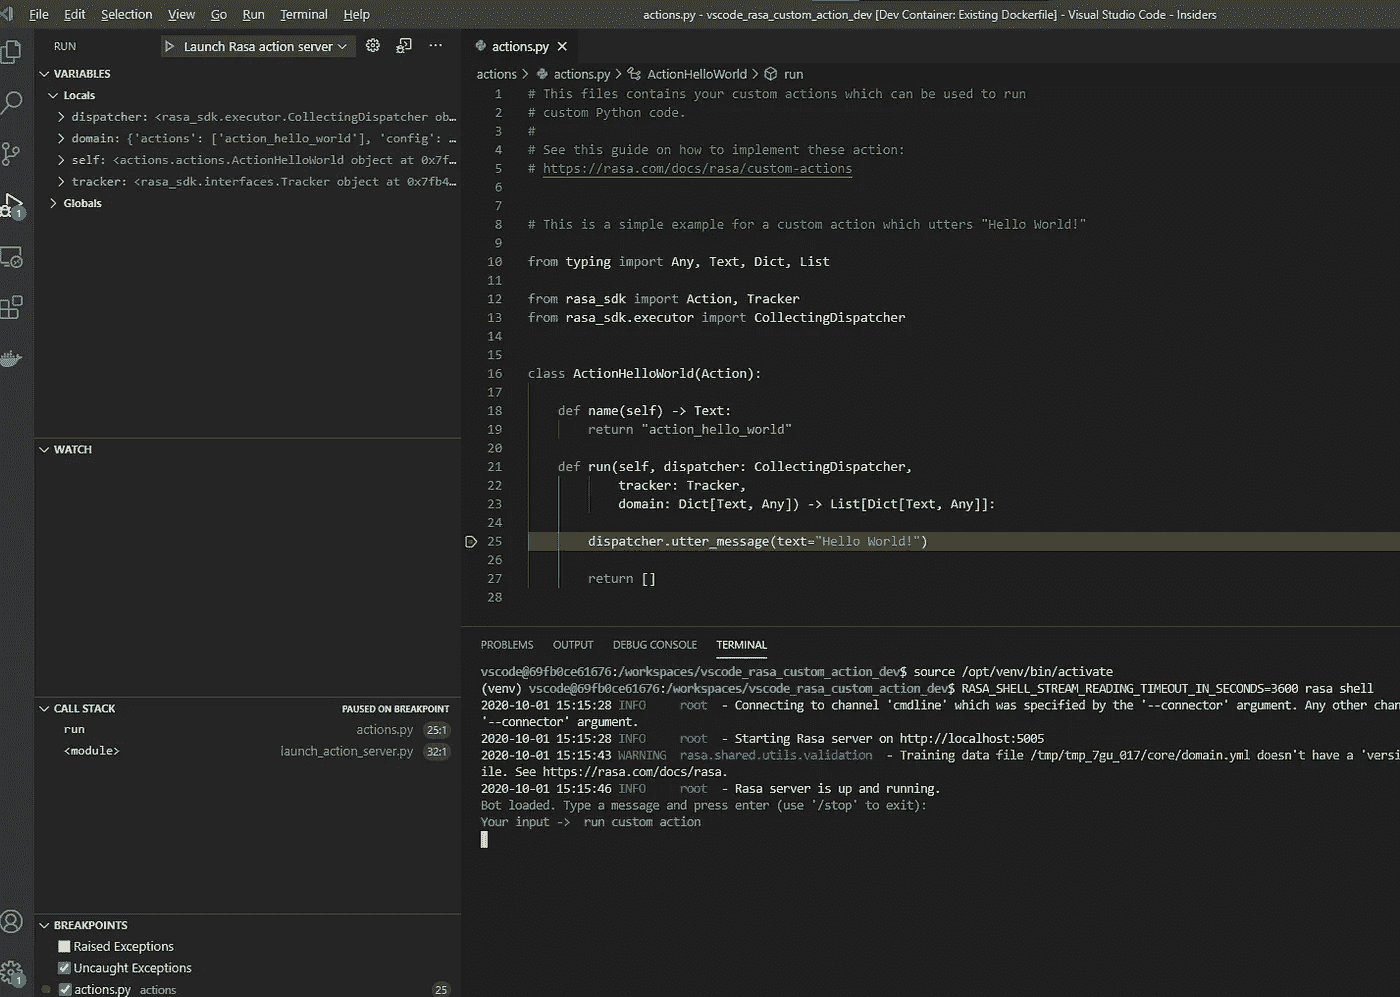 File Edit Selection View Go Run Terminal Help
actions.py - vscode_rasa_custom_action_dev [Dev Container: Existing Dockerfile] - Visual Studio Code - Insiders
RUN
Launch Rasa action server
VARIABLES
Locals
dispatcher: <rasa_sdk.executor.CollectingDispatcher ob...
domain: {'actions': ['action_hello_world'], 'config': ...
self: <actions.actions.ActionHelloWorld object at 0x7f...
tracker: <rasa_sdk.interfaces.Tracker object at 0x7fb4...
Globals
1
WATCH
CALL STACK PAUSED ON BREAKPOINT
run actions.py 25:1
<module> launch_action_server.py 32:1
BREAKPOINTS
Raised Exceptions
Uncaught Exceptions
1
actions.py actions 25
actions.py
actions > actions.py > ActionHelloWorld > run
1 # This files contains your custom actions which can be used to run
2 # custom Python code.
3 #
4 # See this guide on how to implement these action:
5 # https://rasa.com/docs/rasa/custom-actions
6
7
8 # This is a simple example for a custom action which utters "Hello World!"
9
10 from typing import Any, Text, Dict, List
11
12 from rasa_sdk import Action, Tracker
13 from rasa_sdk.executor import CollectingDispatcher
14
15
16 class ActionHelloWorld(Action):
17
18 def name(self) -> Text:
19 return "action_hello_world"
20
21 def run(self, dispatcher: CollectingDispatcher,
22 tracker: Tracker,
23 domain: Dict[Text, Any]) -> List[Dict[Text, Any]]:
24
25 dispatcher.utter_message(text="Hello World!")
26
27 return []
28
PROBLEMS OUTPUT DEBUG CONSOLE TERMINAL
vscode@69fb0ce61676:/workspaces/vscode_rasa_custom_action_dev$ source /opt/venv/bin/activate
(venv) vscode@69fb0ce61676:/workspaces/vscode_rasa_custom_action_dev$ RASA_SHELL_STREAM_READING_TIMEOUT_IN_SECONDS=3600 rasa shell
2020-10-01 15:15:28 INFO root - Connecting to channel 'cmdline' which was specified by the '--connector' argument. Any other chan
'--connector' argument.
2020-10-01 15:15:28 INFO root - Starting Rasa server on http://localhost:5005
2020-10-01 15:15:43 WARNING rasa.shared.utils.validation - Training data file /tmp/tmp_7gu_017/core/domain.yml doesn't have a 'versi
ile. See https://rasa.com/docs/rasa.
2020-10-01 15:15:46 INFO root - Rasa server is up and running.
Bot loaded. Type a message and press enter (use '/stop' to exit):
Your input -> run custom action